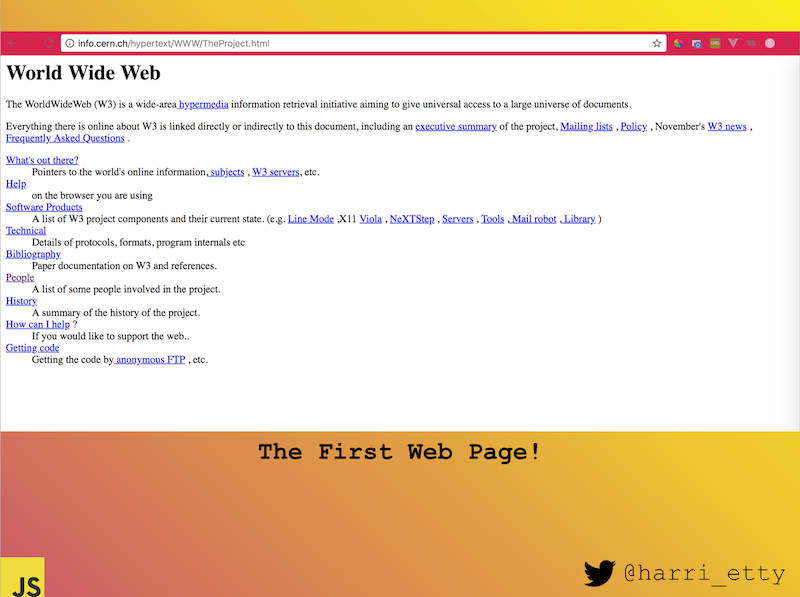 info.cern.ch/hypertext/WWW/TheProject.html
World Wide Web
The WorldWideWeb (W3) is a wide-area hypermedia information retrieval initiative aiming to give universal access to a large universe of documents.
Everything there is online about W3 is linked directly or indirectly to this document, including an executive summary of the project, Mailing lists , Policy , November's W3 news ,
Frequently Asked Questions .
What's out there?
Pointers to the world's online information, subjects , W3 servers, etc.
Help
on the browser you are using
Software Products
A list of W3 project components and their current state. (e.g. Line Mode ,X11 Viola , NeXTStep , Servers , Tools , Mail robot , Library )
Technical
Details of protocols, formats, program internals etc
Bibliography
Paper documentation on W3 and references.
People
A list of some people involved in the project.
History
A summary of the history of the project.
How can I help ?
If you would like to support the web..
Getting code
Getting the code by anonymous FTP , etc.
The First Web Page!
JS
@harri_etty